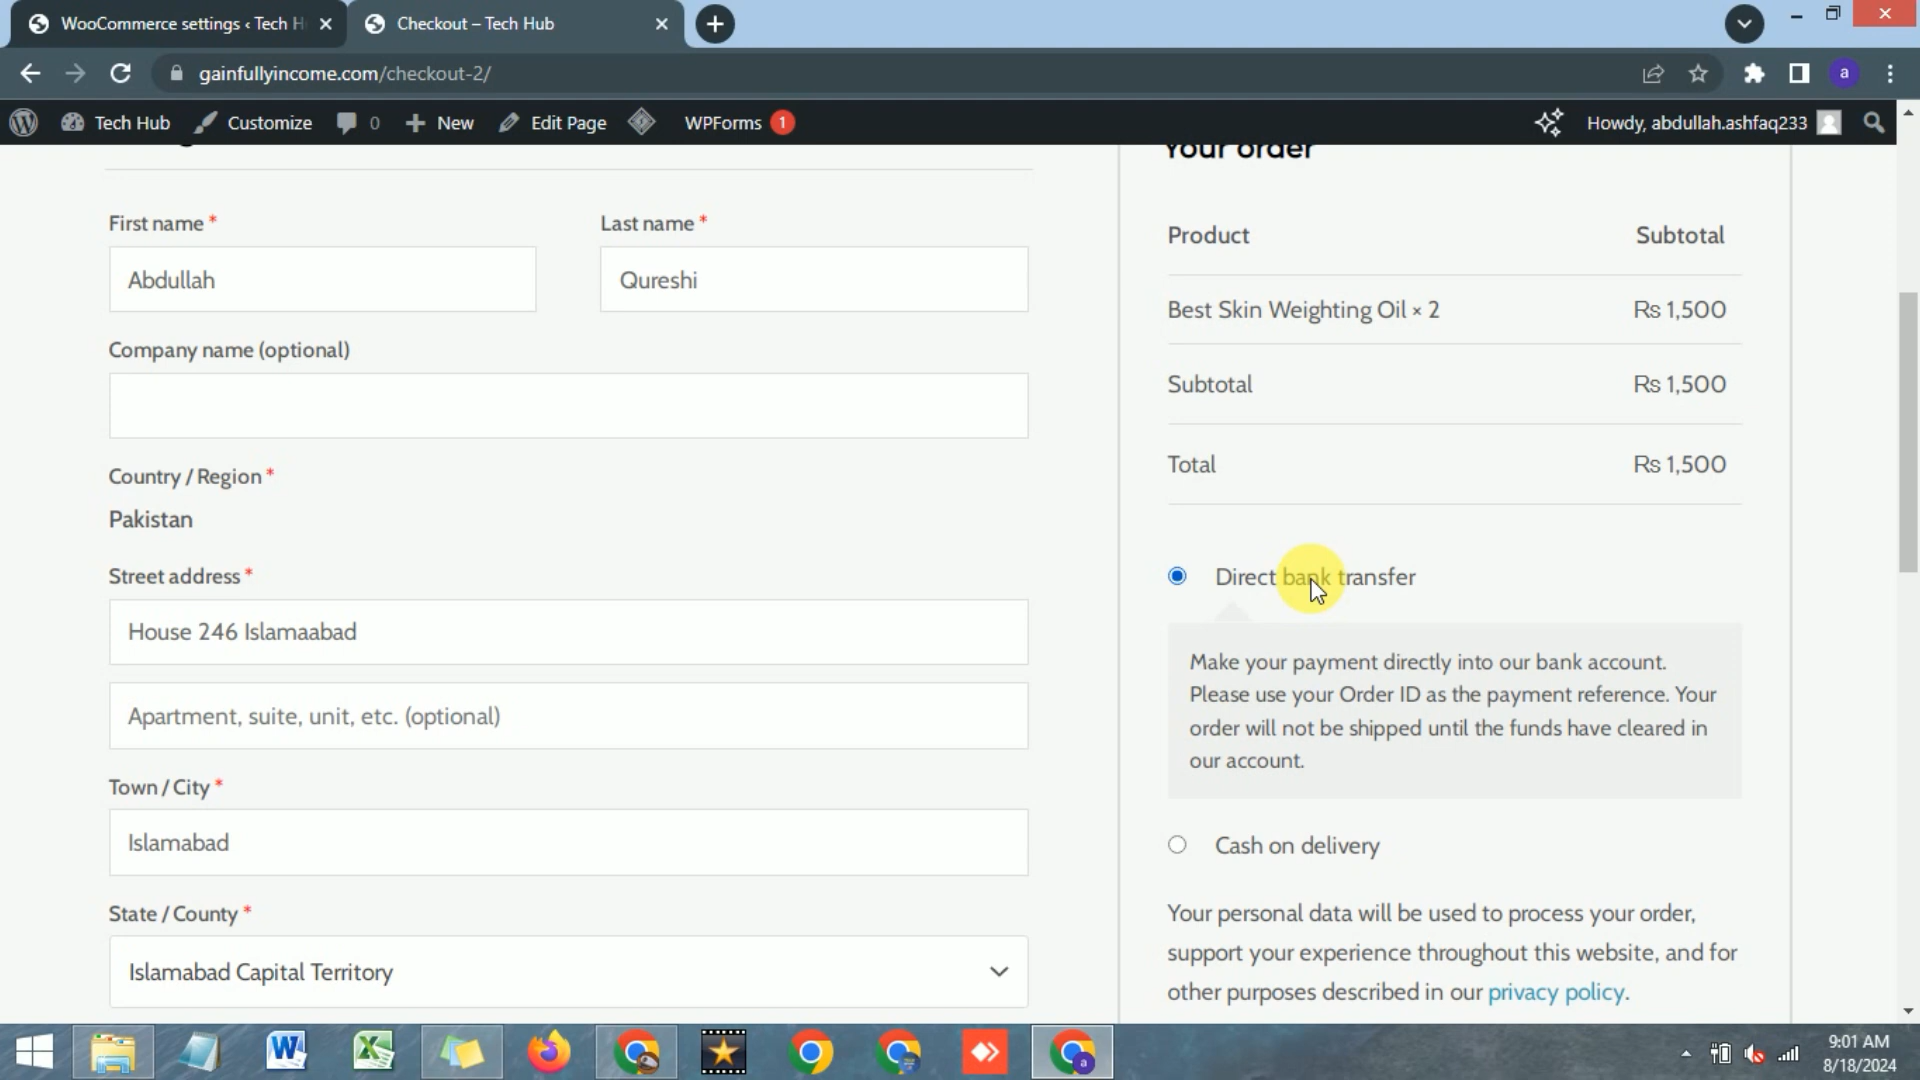 WooCommerce settings ‹ Tech H
Checkout – Tech Hub
gainfullyincome.com/checkout-2/
a
Tech Hub
Customize
0
New
Edit Page
WPForms 1
Howdy, abdullah.ashfaq233
Your order
First name *
Last name *
Abdullah
Qureshi
Company name (optional)
Country / Region *
Pakistan
Street address *
House 246 Islamaabad
Apartment, suite, unit, etc. (optional)
Town / City *
Islamabad
State / County *
Islamabad Capital Territory
Product Subtotal
Best Skin Weighting Oil × 2 Rs 1,500
Subtotal Rs 1,500
Total Rs 1,500
Direct bank transfer
Make your payment directly into our bank account.
Please use your Order ID as the payment reference. Your
order will not be shipped until the funds have cleared in
our account.
Cash on delivery
Your personal data will be used to process your order,
support your experience throughout this website, and for
other purposes described in our privacy policy.
9:01 AM
8/18/2024